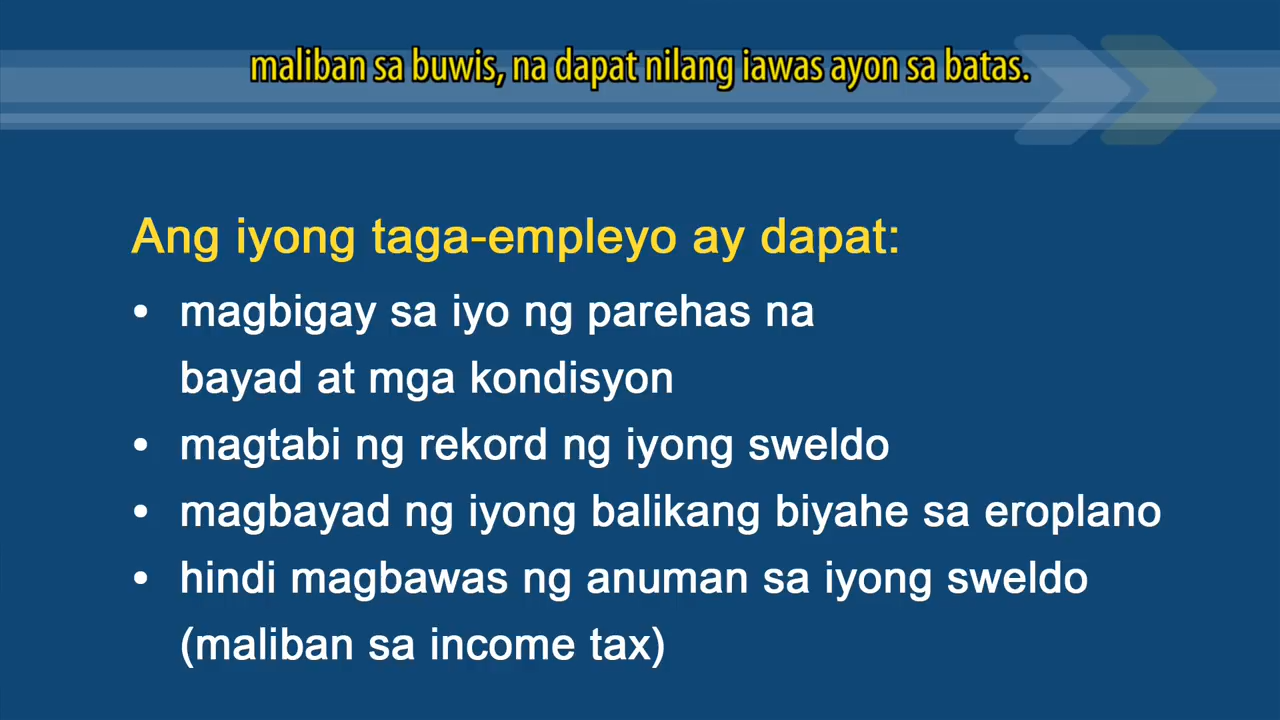 maliban sa buwis, na dapat nilang iawas ayon sa batas.
Ang iyong taga-empleyo ay dapat:
• magbigay sa iyo ng parehas na
bayad at mga kondisyon
• magtabi ng rekord ng iyong sweldo
• magbayad ng iyong balikang biyahe sa eroplano
• hindi magbawas ng anuman sa iyong sweldo
(maliban sa income tax)